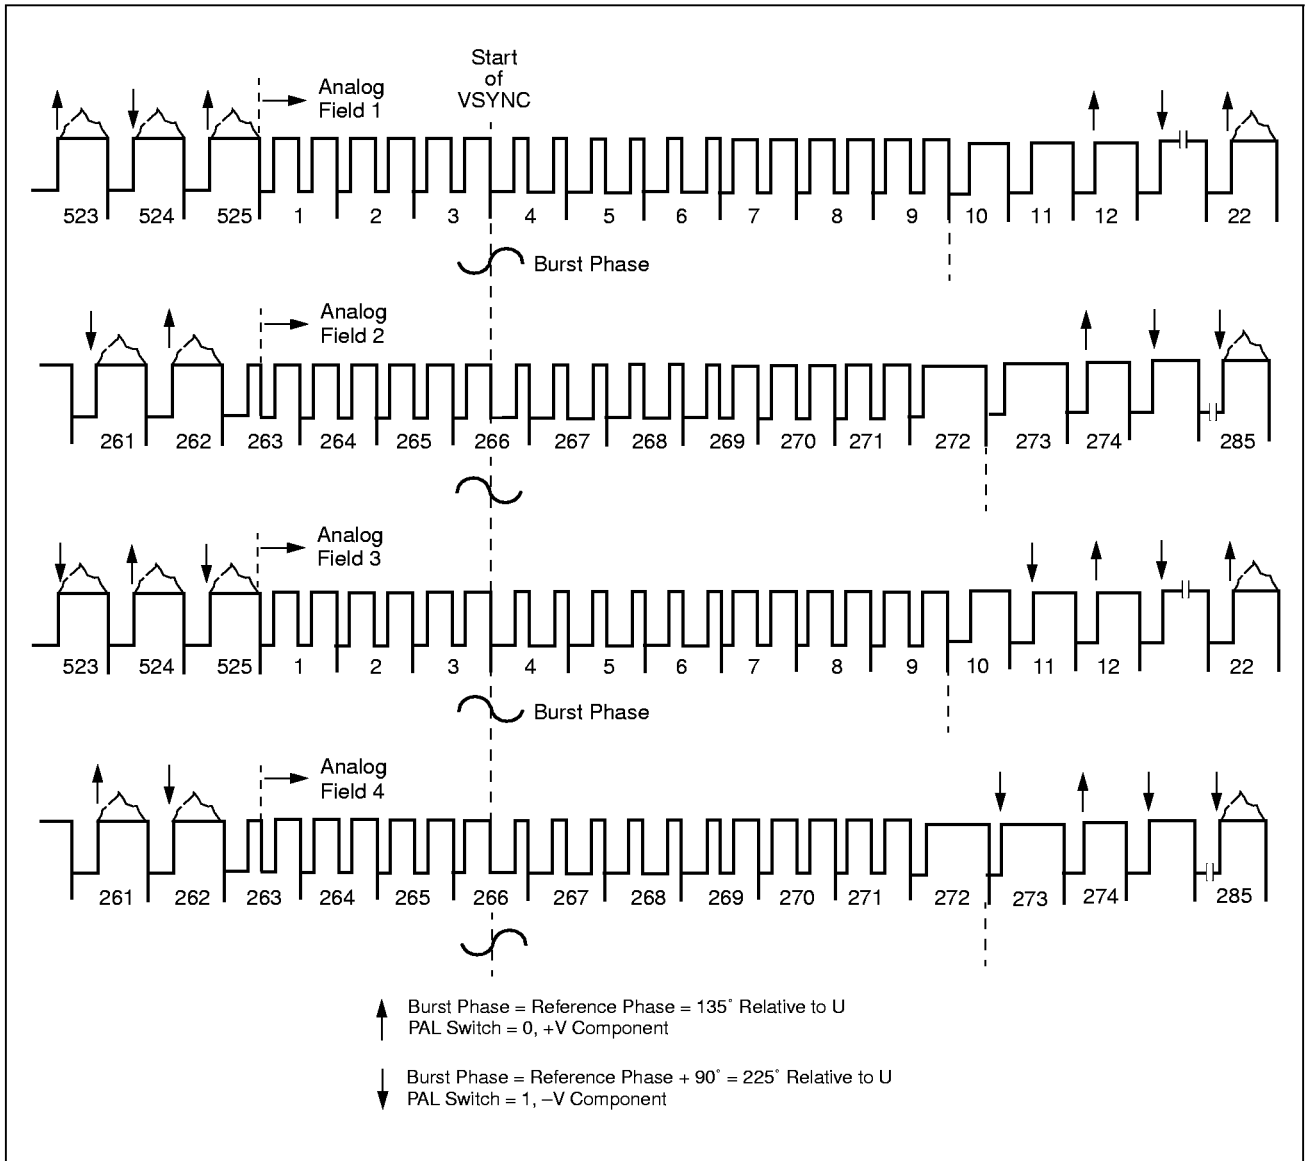 Start
of
VSYNC
Analog
Field 1
523 524 525 1 2 3 4 5 6 7 8 9 10 11 12 22
Burst Phase
Analog
Field 2
261 262 263 264 265 266 267 268 269 270 271 272 273 274 285
Analog
Field 3
523 524 525 1 2 3 4 5 6 7 8 9 10 11 12 22
Burst Phase
Analog
Field 4
261 262 263 264 265 266 267 268 269 270 271 272 273 274 285
Burst Phase = Reference Phase = 135° Relative to U
PAL Switch = 0, +V Component
Burst Phase = Reference Phase + 90° = 225° Relative to U
PAL Switch = 1, –V Component